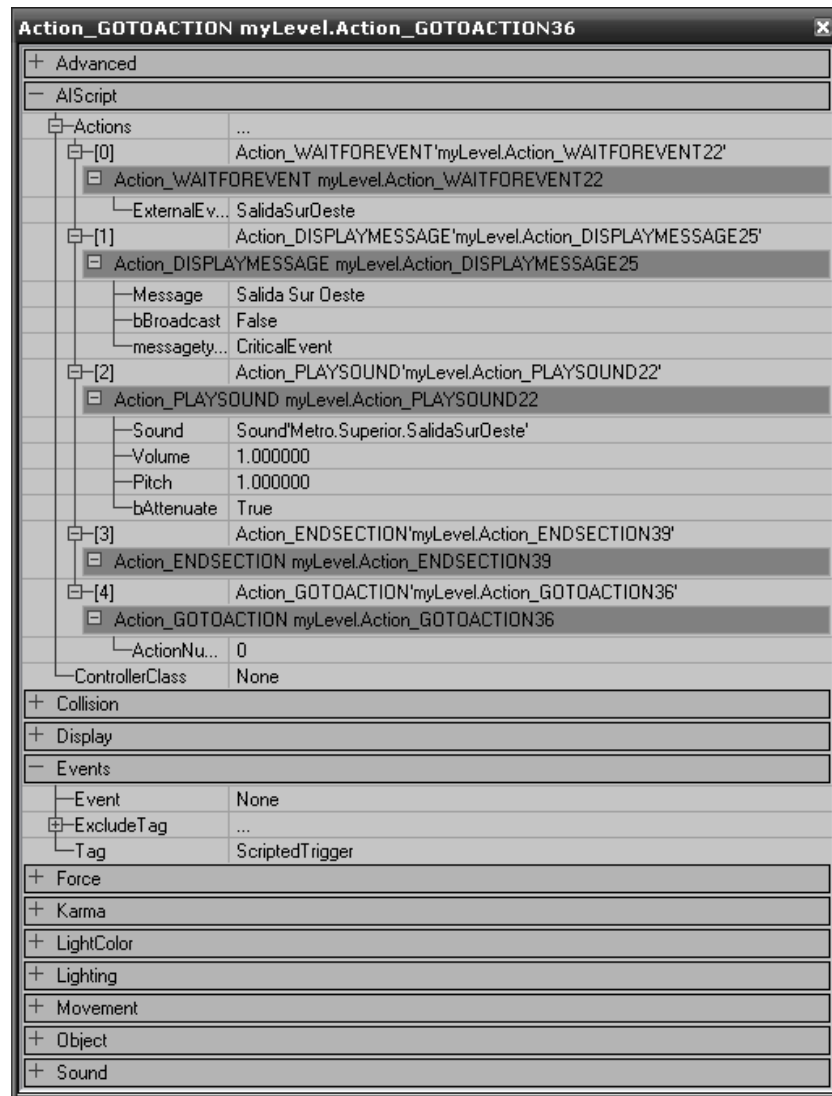 Action_GOTOACTION myLevel.Action_GOTOACTION36
Advanced
AIScript
Actions ...
[0] Action_WAITFOREVENT'myLevel.Action_WAITFOREVENT22'
Action_WAITFOREVENT myLevel.Action_WAITFOREVENT22
ExternalEv... SalidaSurOeste
[1] Action_DISPLAYMESSAGE'myLevel.Action_DISPLAYMESSAGE25'
Action_DISPLAYMESSAGE myLevel.Action_DISPLAYMESSAGE25
Message Salida Sur Oeste
bBroadcast False
messagety... CriticalEvent
[2] Action_PLAYSOUND'myLevel.Action_PLAYSOUND22'
Action_PLAYSOUND myLevel.Action_PLAYSOUND22
Sound Sound'Metro.Superior.SalidaSurOeste'
Volume 1.000000
Pitch 1.000000
bAttenuate True
[3] Action_ENDSECTION'myLevel.Action_ENDSECTION39'
Action_ENDSECTION myLevel.Action_ENDSECTION39
[4] Action_GOTOACTION'myLevel.Action_GOTOACTION36'
Action_GOTOACTION myLevel.Action_GOTOACTION36
ActionNu... 0
ControllerClass None
Collision
Display
Events
Event None
ExcludeTag ...
Tag ScriptedTrigger
Force
Karma
LightColor
Lighting
Movement
Object
Sound